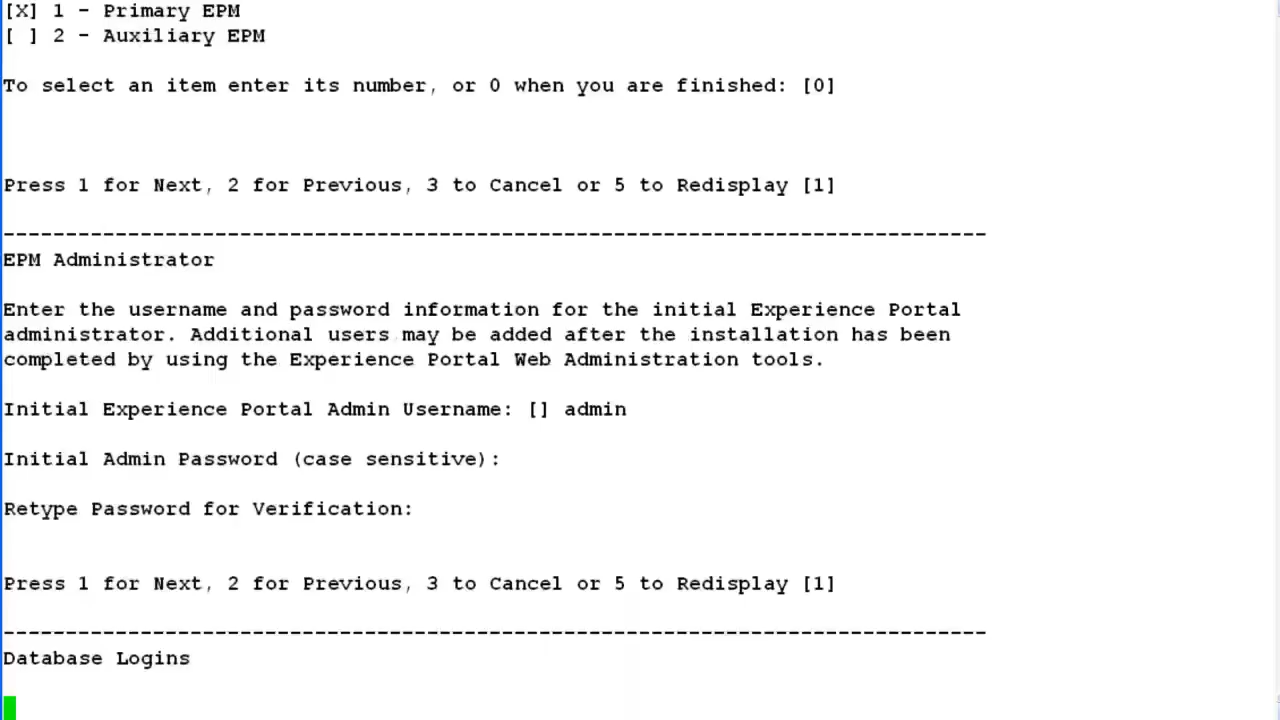 [X] 1 - Primary EPM
[ ] 2 - Auxiliary EPM
To select an item enter its number, or 0 when you are finished: [0]
Press 1 for Next, 2 for Previous, 3 to Cancel or 5 to Redisplay [1]
------------------------------------------------------------------------------
EPM Administrator
Enter the username and password information for the initial Experience Portal
administrator. Additional users may be added after the installation has been
completed by using the Experience Portal Web Administration tools.
Initial Experience Portal Admin Username: [] admin
Initial Admin Password (case sensitive):
Retype Password for Verification:
Press 1 for Next, 2 for Previous, 3 to Cancel or 5 to Redisplay [1]
------------------------------------------------------------------------------
Database Logins